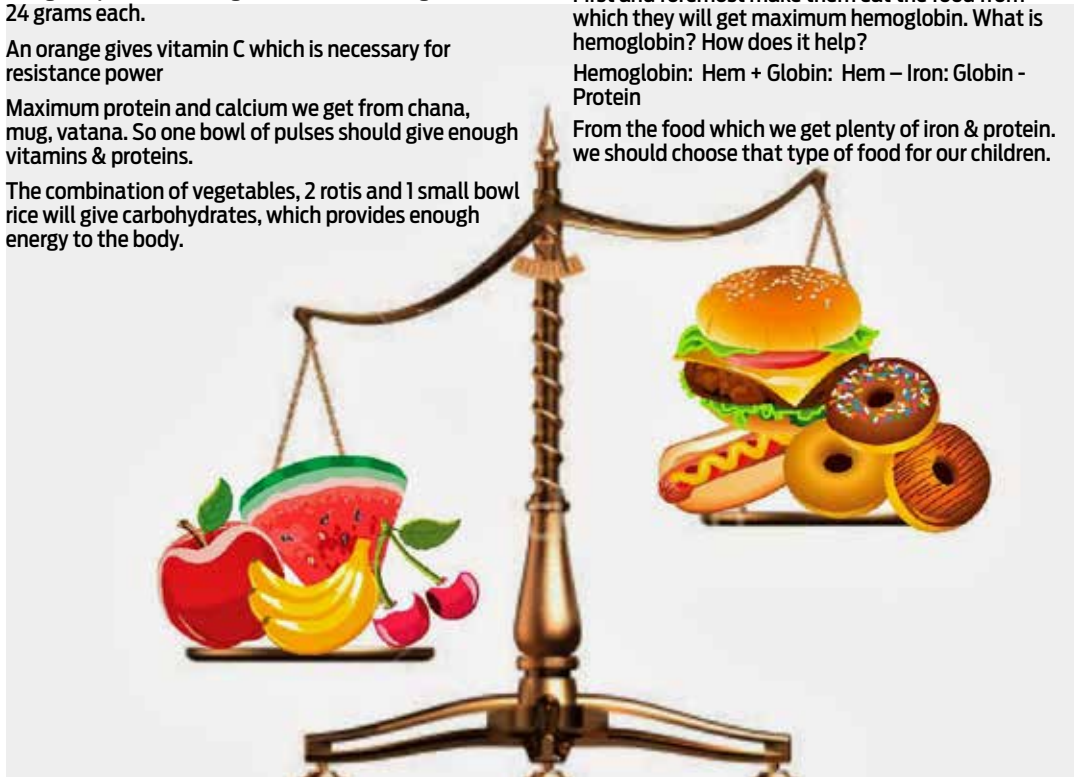 24 grams each.
An orange gives vitamin C which is necessary for
resistance power
Maximum protein and calcium we get from chana,
mug, vatana. So one bowl of pulses should give enough
vitamins & proteins.
The combination of vegetables, 2 rotis and 1 small bowl
rice will give carbohydrates, which provides enough
energy to the body.
which they will get maximum hemoglobin. What is
hemoglobin? How does it help?
Hemoglobin: Hem + Globin: Hem – Iron: Globin -
Protein
From the food which we get plenty of iron & protein.
we should choose that type of food for our children.